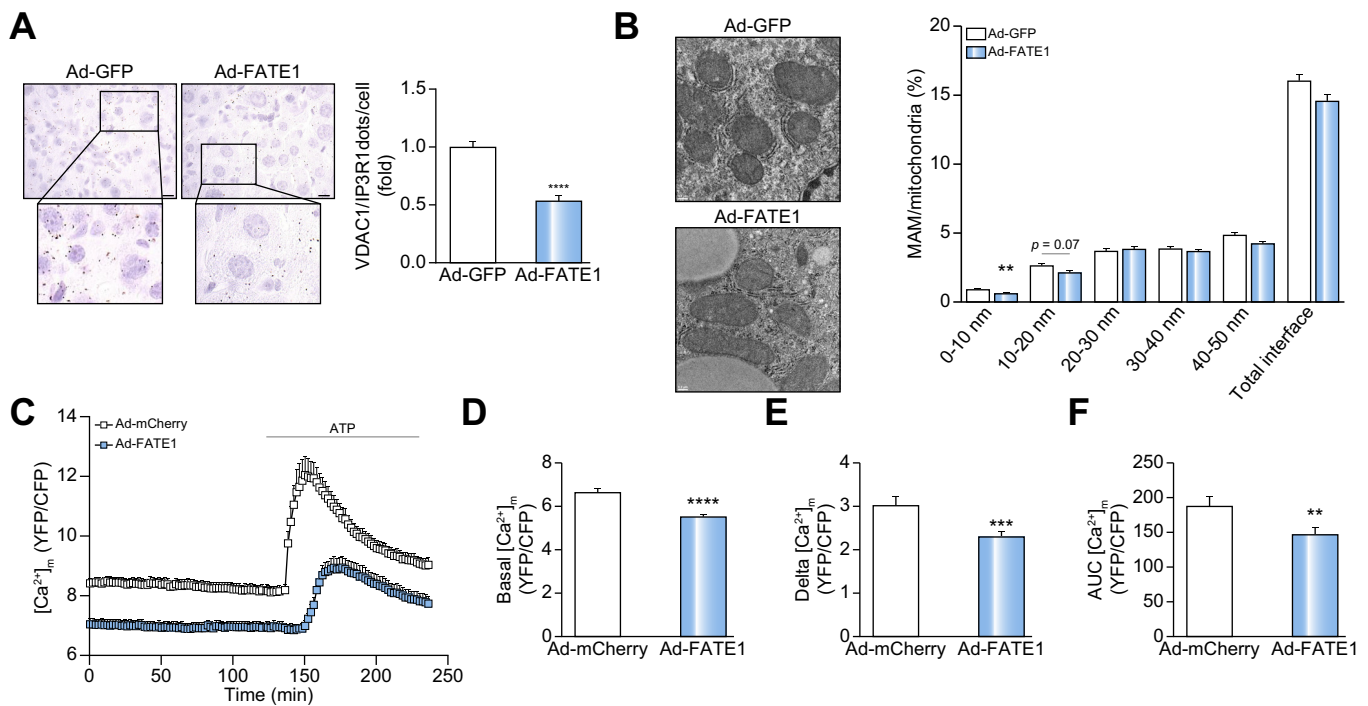 A
Ad-GFP
Ad-FATE1
VDAC1/IP3R1dots/cell
(fold)
1.5
1.0
0.5
0.0
****
Ad-GFP
Ad-FATE1
B
Ad-GFP
Ad-FATE1
MAM/mitochondria (%)
20
15
10
5
0
Ad-GFP
Ad-FATE1
**
p = 0.07
0-10 nm
10-20 nm
20-30 nm
30-40 nm
40-50 nm
Total interface
C
[Ca²⁺]ₘ (YFP/CFP)
14
12
10
8
6
Ad-mCherry
Ad-FATE1
ATP
0
50
100
150
200
250
Time (min)
D
Basal [Ca²⁺]ₘ
(YFP/CFP)
8
6
4
2
0
****
Ad-mCherry
Ad-FATE1
E
Delta [Ca²⁺]ₘ
(YFP/CFP)
4
3
2
1
0
***
Ad-mCherry
Ad-FATE1
F
AUC [Ca²⁺]ₘ
(YFP/CFP)
250
200
150
100
50
0
**
Ad-mCherry
Ad-FATE1